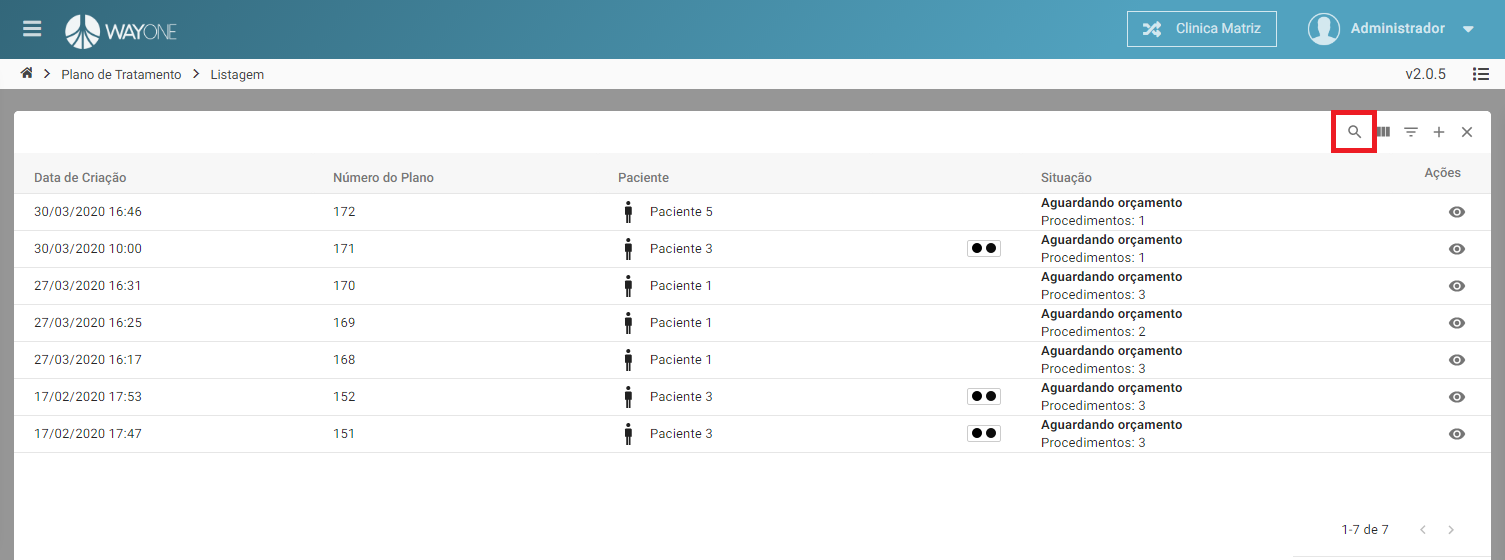 WAYONE
Clinica Matriz
Administrador
Plano de Tratamento
Listagem
v2.0.5
Data de Criação Número do Plano Paciente Situação Ações
30/03/2020 16:46 172 Paciente 5 Aguardando orçamento
Procedimentos: 1
30/03/2020 10:00 171 Paciente 3 Aguardando orçamento
Procedimentos: 1
27/03/2020 16:31 170 Paciente 1 Aguardando orçamento
Procedimentos: 3
27/03/2020 16:25 169 Paciente 1 Aguardando orçamento
Procedimentos: 2
27/03/2020 16:17 168 Paciente 1 Aguardando orçamento
Procedimentos: 3
17/02/2020 17:53 152 Paciente 3 Aguardando orçamento
Procedimentos: 3
17/02/2020 17:47 151 Paciente 3 Aguardando orçamento
Procedimentos: 3
1-7 de 7